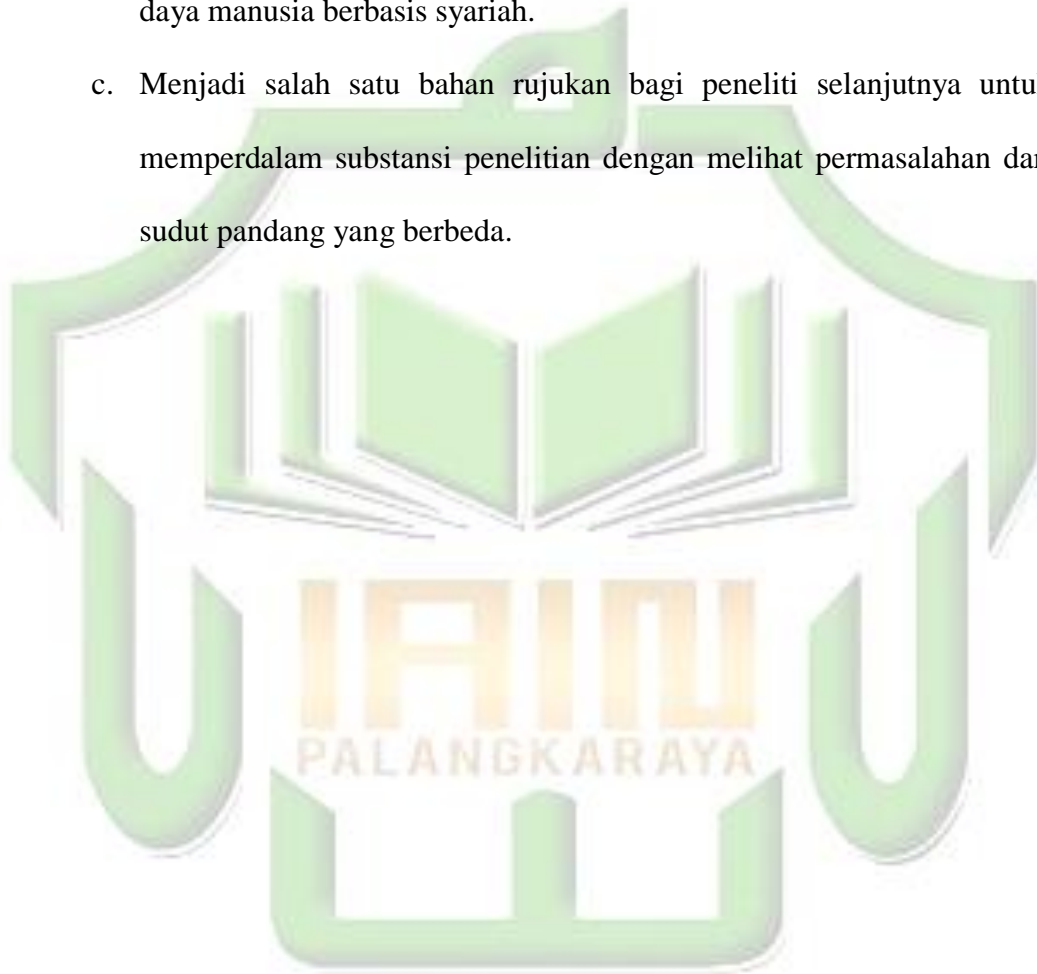 daya manusia berbasis syariah.
c. Menjadi salah satu bahan rujukan bagi peneliti selanjutnya untu
memperdalam substansi penelitian dengan melihat permasalahan dar
sudut pandang yang berbeda.
IAIN
PALANGKARAYA